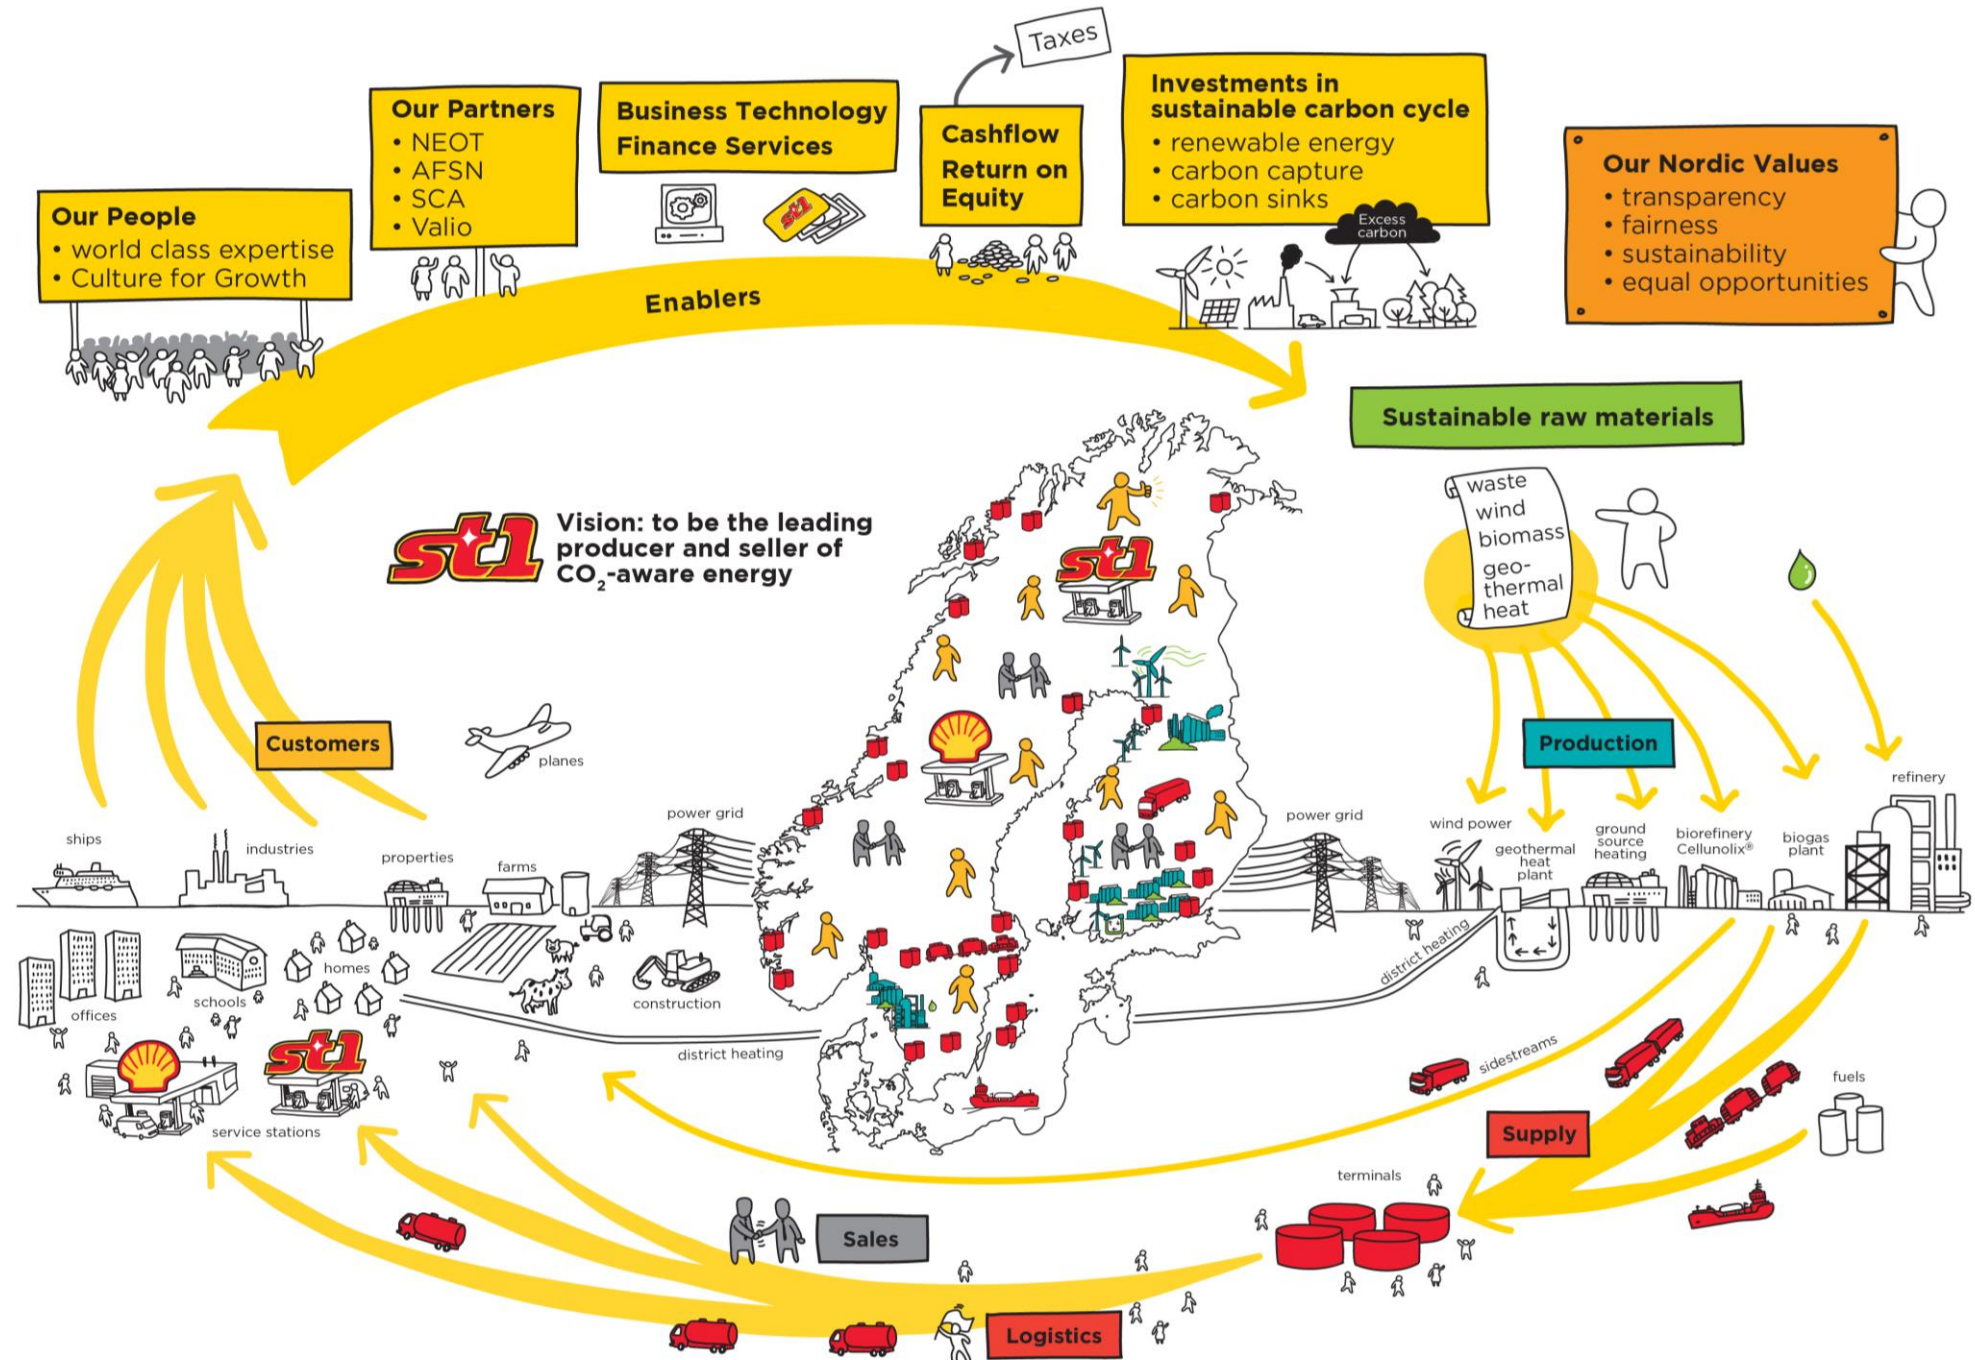 Taxes
Our People
• world class expertise
• Culture for Growth
Our Partners
• NEOT
• AFSN
• SCA
• Valio
Business Technology
Finance Services
st1
Cashflow
Return on
Equity
Investments in
sustainable carbon cycle
• renewable energy
• carbon capture
• carbon sinks
Excess
carbon
Our Nordic Values
• transparency
• fairness
• sustainability
• equal opportunities
Enablers
Sustainable raw materials
waste
wind
biomass
geo-
thermal
heat
st1
Vision: to be the leading
producer and seller of
CO₂-aware energy
st1
Customers
planes
Production
ships
industries
properties
farms
power grid
power grid
wind power
geothermal
heat
plant
ground
source
heating
biorefinery
Cellunolix®
biogas
plant
refinery
offices
schools
homes
construction
district heating
district heating
st1
service stations
sidestreams
fuels
Supply
terminals
Sales
Logistics